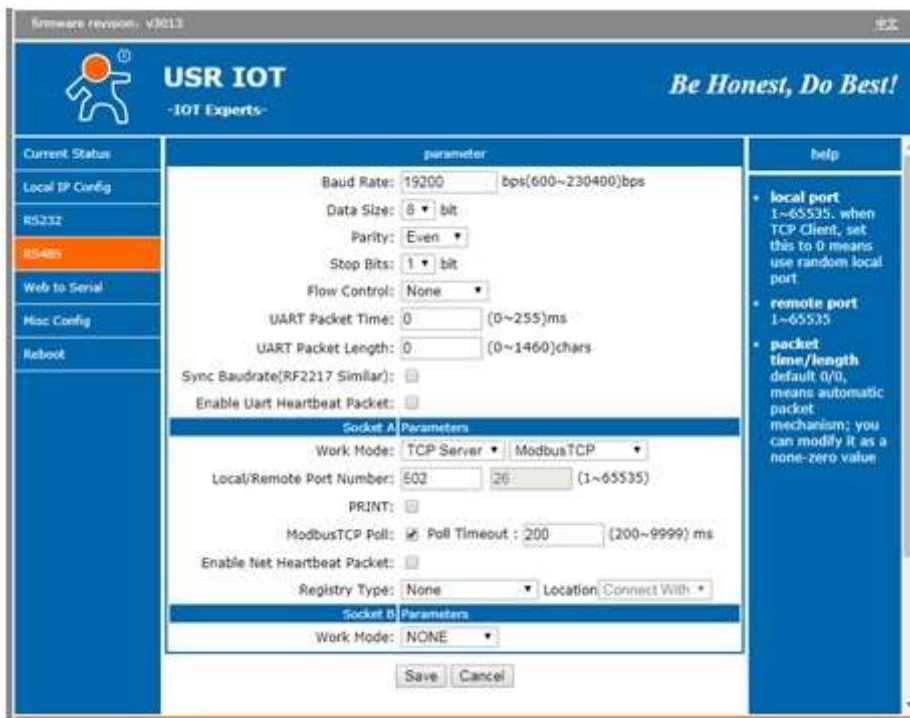 firmware revision: v3013
中文
USR IOT
-IOT Experts-
Be Honest, Do Best!
Current Status
Local IP Config
RS232
RS485
Web to Serial
Misc Config
Reboot
parameter
Baud Rate: 19200 bps(600~230400)bps
Data Size: 8 bit
Parity: Even
Stop Bits: 1 bit
Flow Control: None
UART Packet Time: 0 (0~255)ms
UART Packet Length: 0 (0~1460)chars
Sync Baudrate(RF2217 Similar):
Enable Uart Heartbeat Packet:
Socket A Parameters
Work Mode: TCP Server ModbusTCP
Local/Remote Port Number: 502 26 (1~65535)
PRINT:
ModbusTCP Poll: Poll Timeout : 200 (200~9999) ms
Enable Net Heartbeat Packet:
Registry Type: None Location Connect With
Socket B Parameters
Work Mode: NONE
Save Cancel
help
local port
1~65535. when
TCP Client, set
this to 0 means
use random local
port
remote port
1~65535
packet
time/length
default 0/0,
means automatic
packet
mechanism; you
can modify it as a
none-zero value